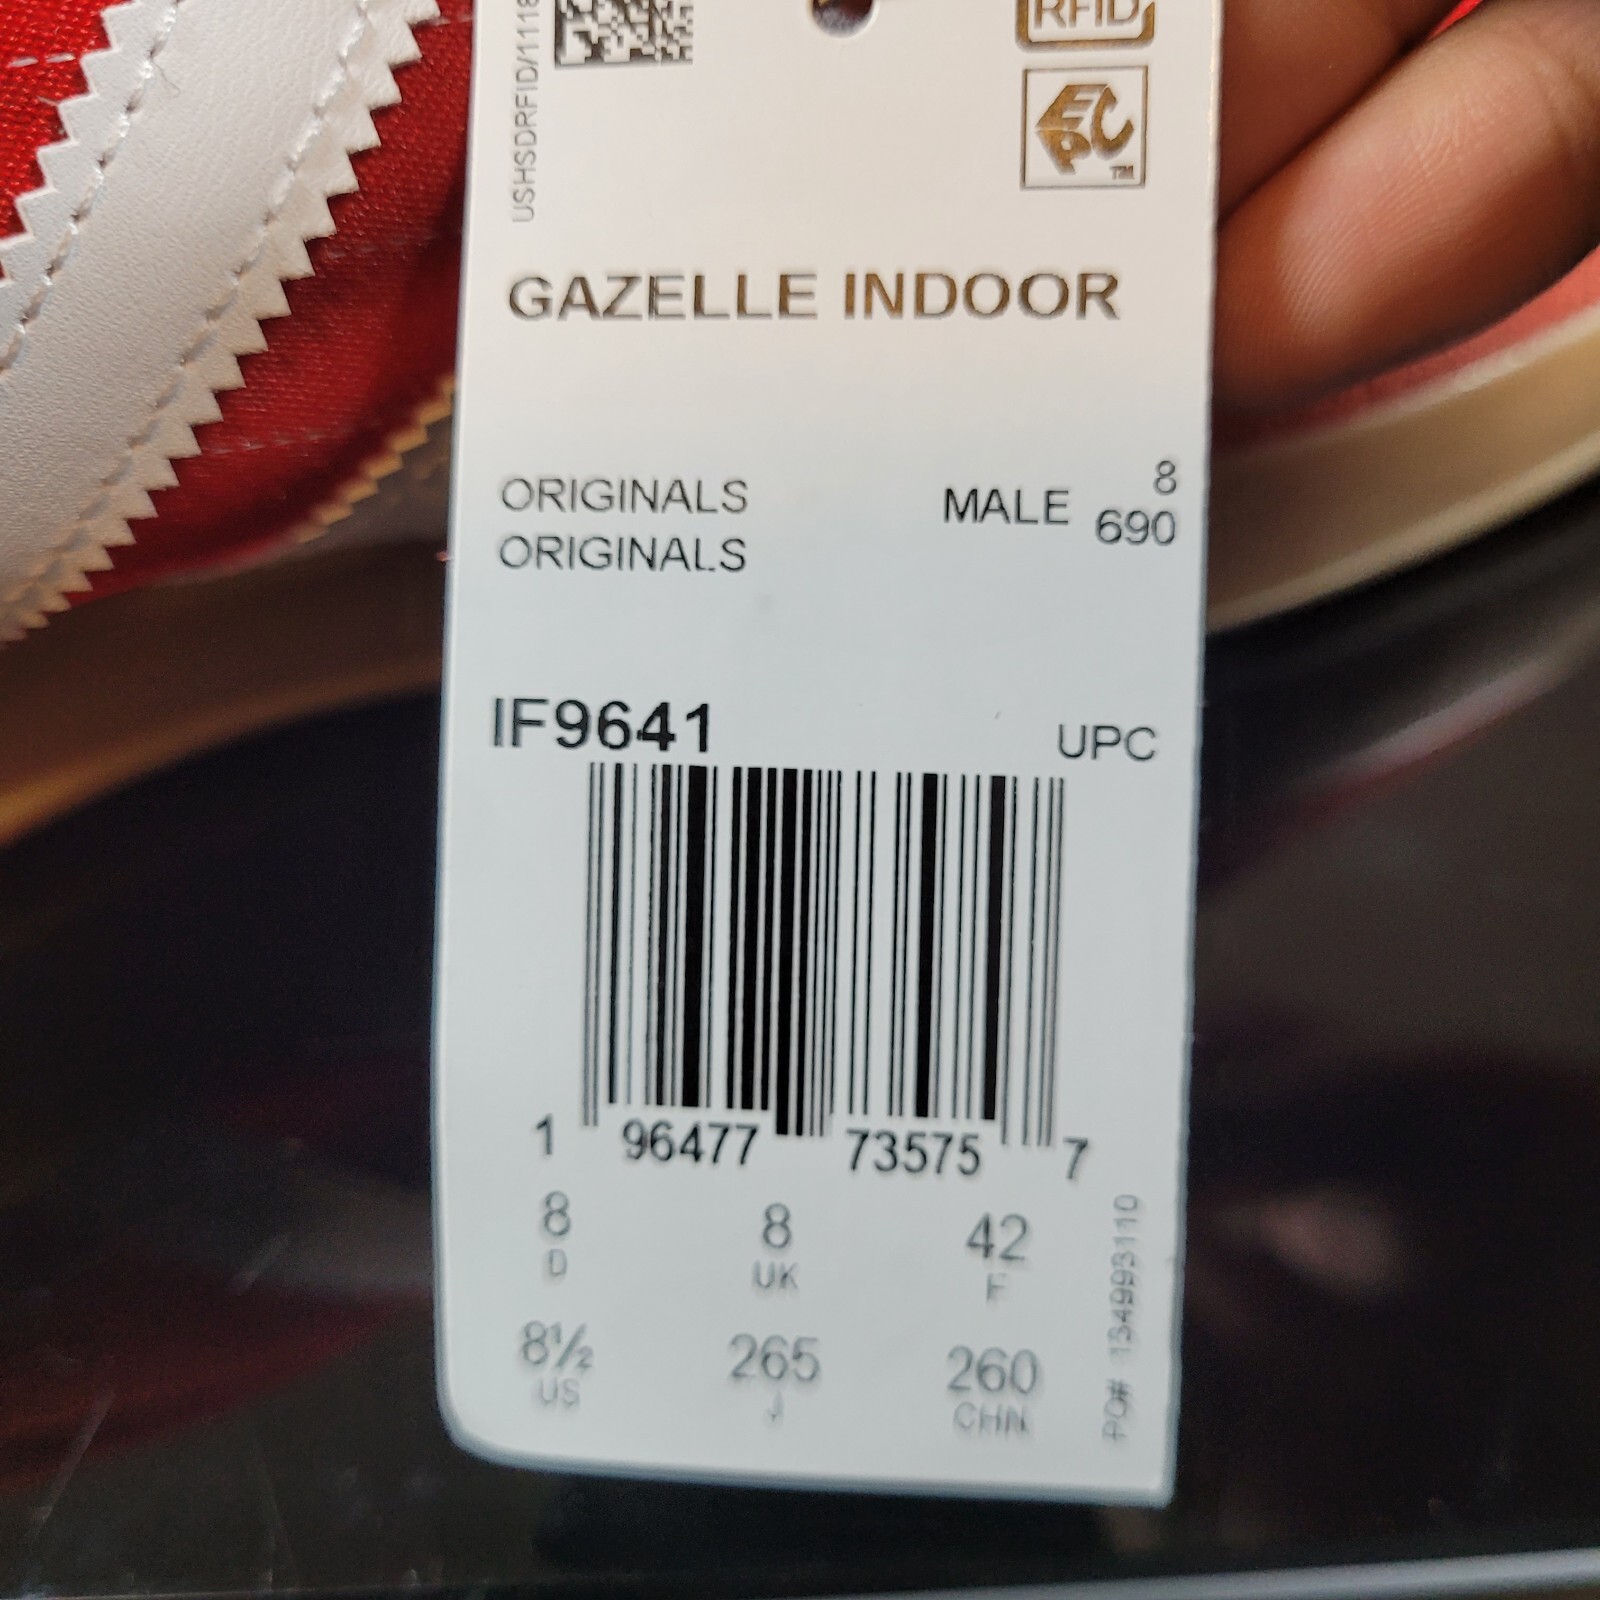 RFID
EPC™
USHSDRFID/1118
GAZELLE INDOOR
ORIGINALS
ORIGINALS
MALE 8
690
IF9641
UPC
1 96477 73575 7
8 8 42
D UK F
8½ 265 260
US J CHN
PO# 134993110